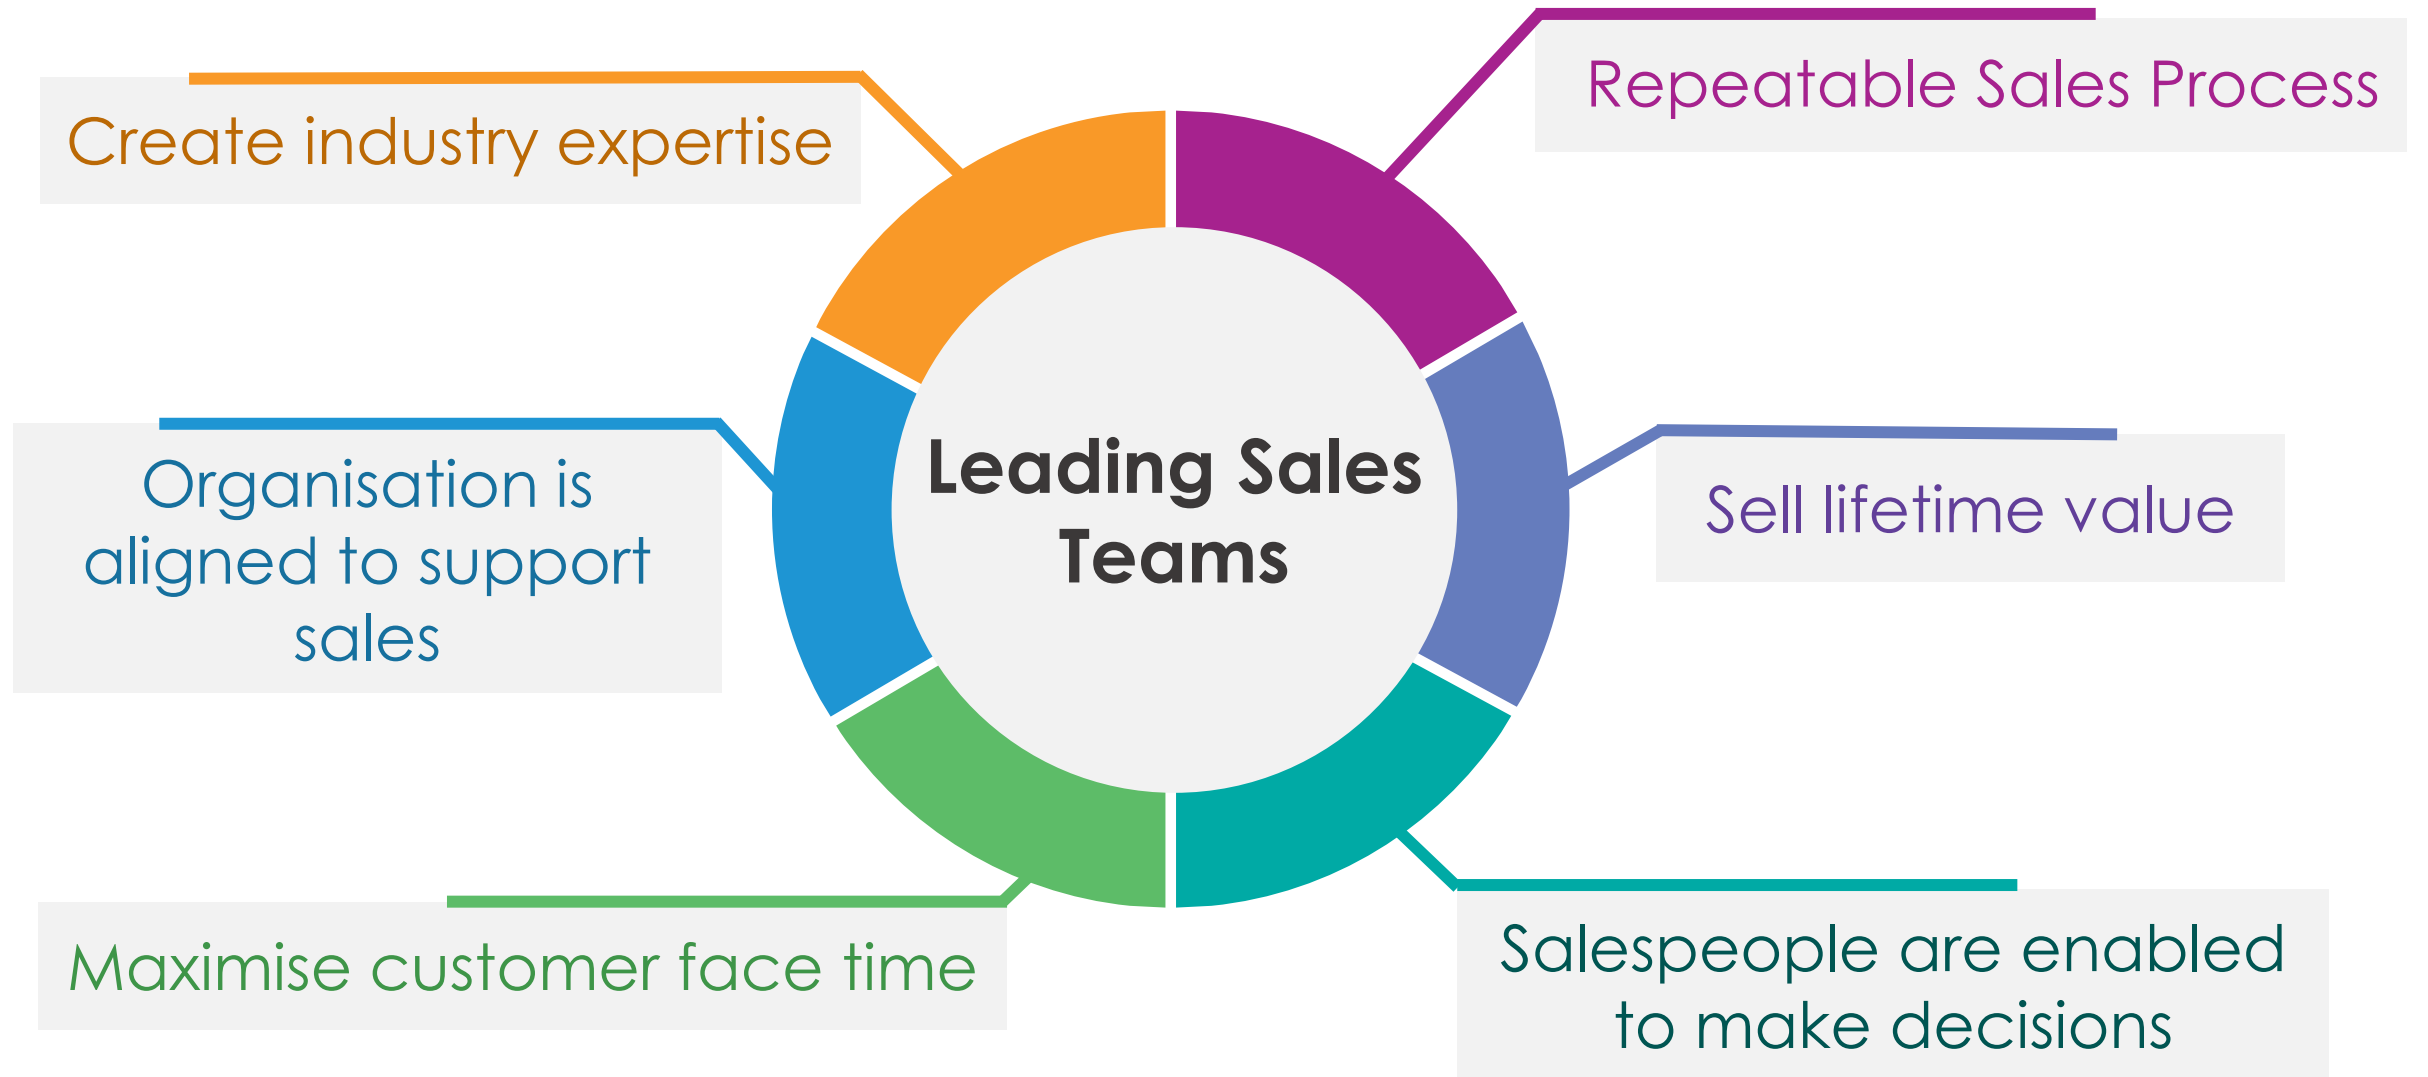 Create industry expertise
Repeatable Sales Process
Organisation is
aligned to support
sales
Leading Sales
Teams
Sell lifetime value
Maximise customer face time
Salespeople are enabled
to make decisions